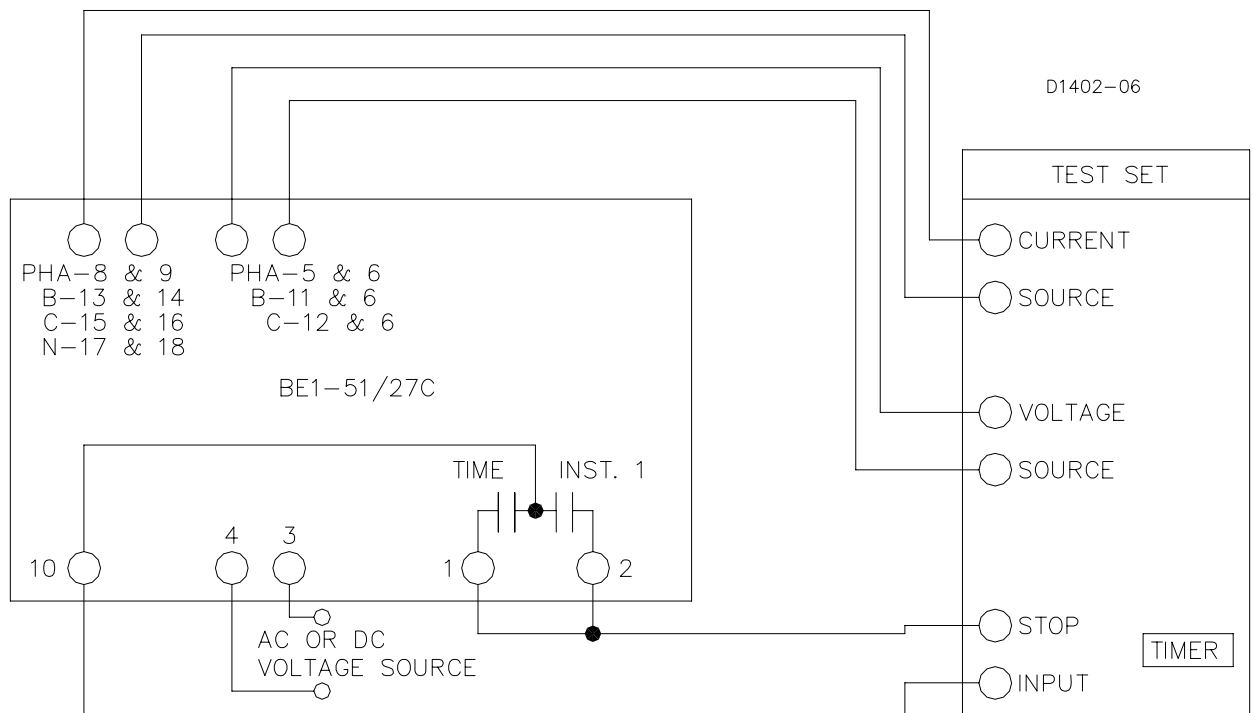 D1402-06
TEST SET
CURRENT
SOURCE
PHA-8 & 9
B-13 & 14
C-15 & 16
N-17 & 18
PHA-5 & 6
B-11 & 6
C-12 & 6
BE1-51/27C
VOLTAGE
SOURCE
TIME
INST. 1
10
4
3
1
2
AC OR DC
VOLTAGE SOURCE
STOP
TIMER
INPUT